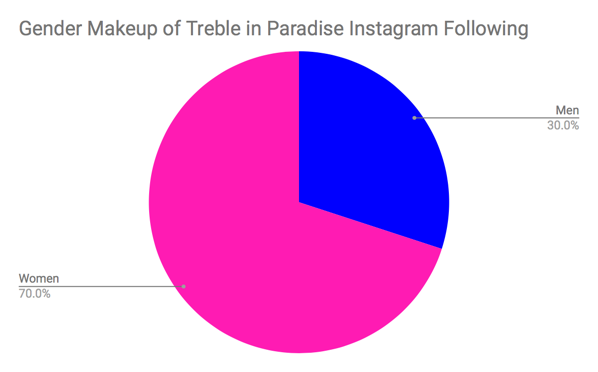 Gender Makeup of Treble in Paradise Instagram Following
Men
30.0%
Women
70.0%